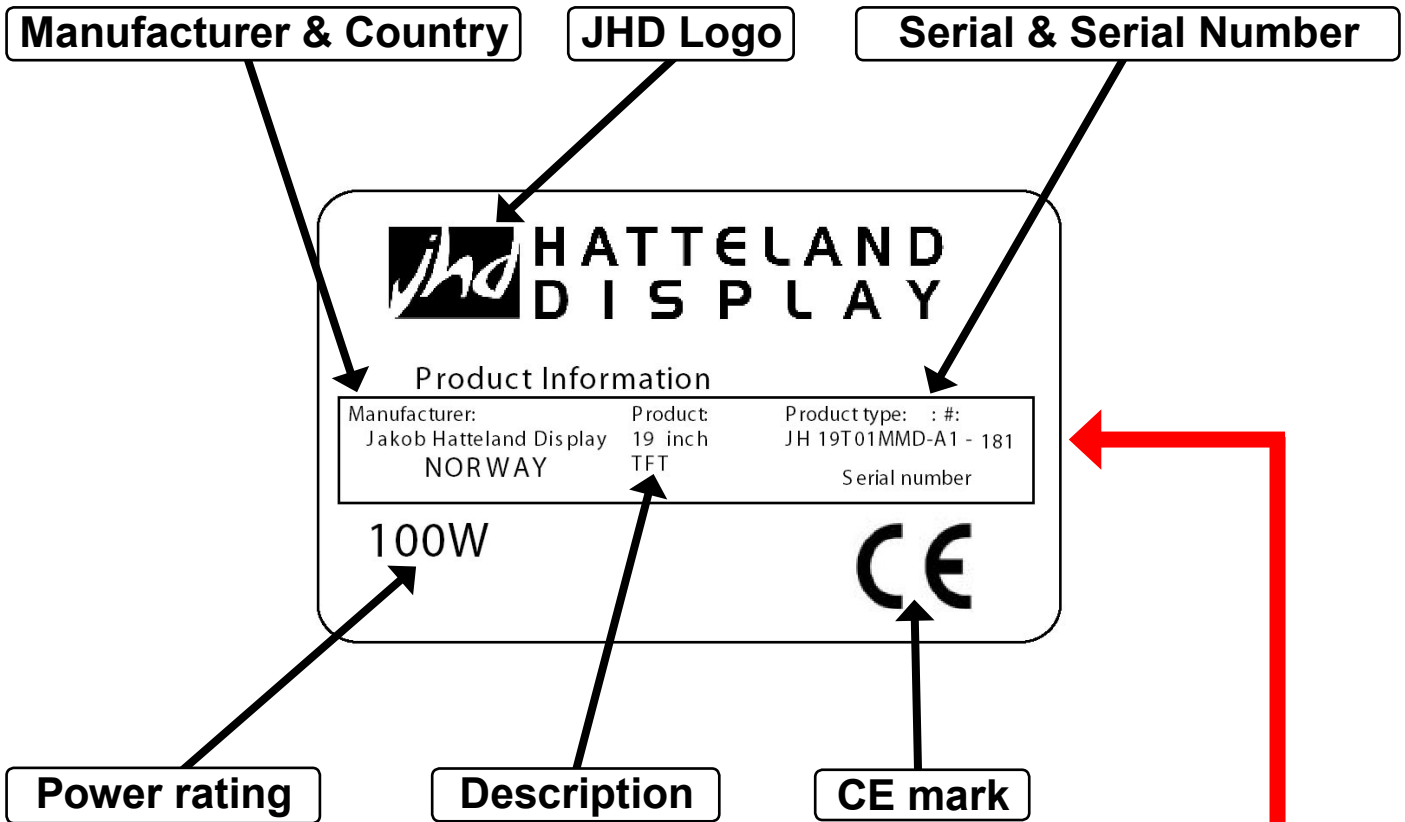 Manufacturer & Country
JHD Logo
Serial & Serial Number
jhd
HATTELAND
DISPLAY
Product Information
Manufacturer:
Jakob Hatteland Display
NORWAY
Product:
19 inch
TFT
Product type: : #:
JH 19T01MMD-A1 - 181
Serial number
100W
CE
Power rating
Description
CE mark